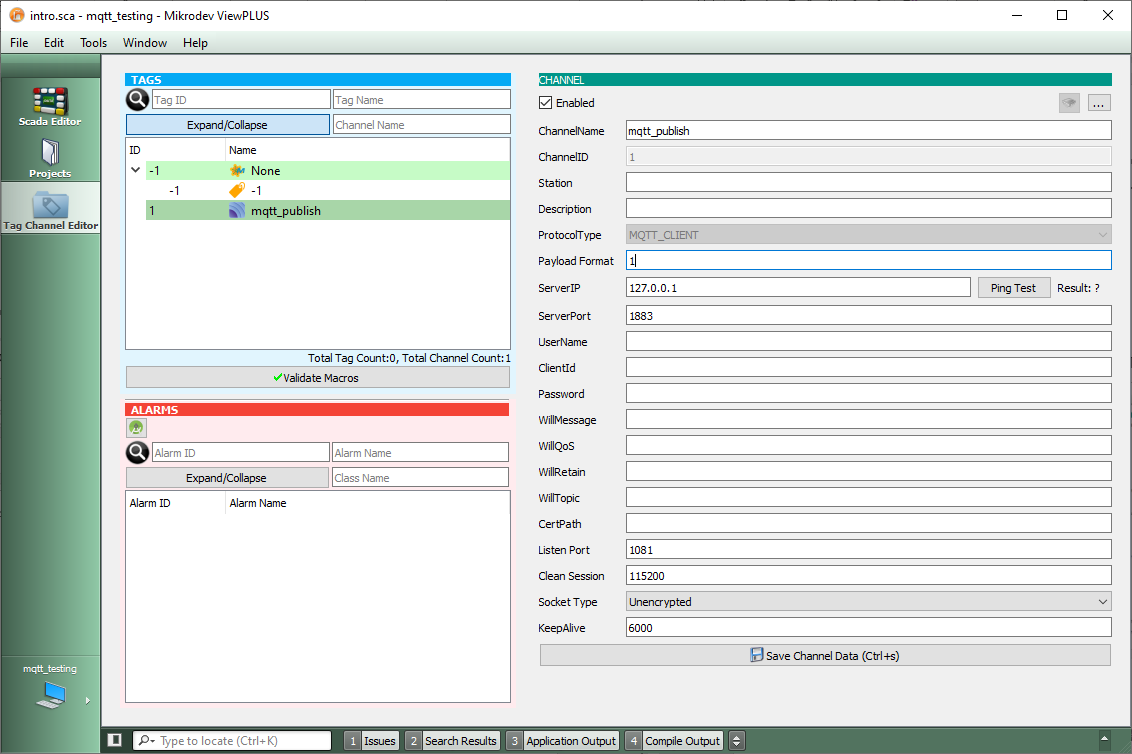 intro.sca - mqtt_testing - Mikrodev ViewPLUS
File Edit Tools Window Help
Scada Editor
Projects
Tag Channel Editor
mqtt_testing
TAGS
Tag ID Tag Name
Expand/Collapse Channel Name
ID Name
-1 None
-1 -1
1 mqtt_publish
Total Tag Count:0, Total Channel Count:1
Validate Macros
ALARMS
Alarm ID Alarm Name
Expand/Collapse Class Name
Alarm ID Alarm Name
CHANNEL
Enabled ...
ChannelName mqtt_publish
ChannelID 1
Station
Description
ProtocolType MQTT_CLIENT
Payload Format 1
ServerIP 127.0.0.1 Ping Test Result: ?
ServerPort 1883
UserName
ClientId
Password
WillMessage
WillQoS
WillRetain
WillTopic
CertPath
Listen Port 1081
Clean Session 115200
Socket Type Unencrypted
KeepAlive 6000
Save Channel Data (Ctrl+s)
Type to locate (Ctrl+K) 1 Issues 2 Search Results 3 Application Output 4 Compile Output